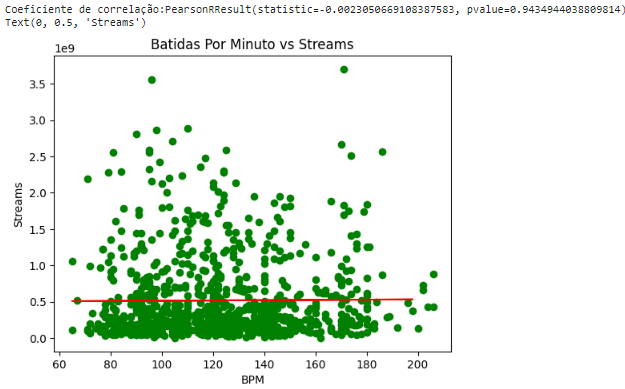 Coeficiente de correlação:PearsonRResult(statistic=-0.0023050669108387583, pvalue=0.9434944038809814)
Text(0, 0.5, 'Streams')
Batidas Por Minuto vs Streams
1e9
3.5
3.0
2.5
2.0
1.5
1.0
0.5
0.0
Streams
60 80 100 120 140 160 180 200
BPM